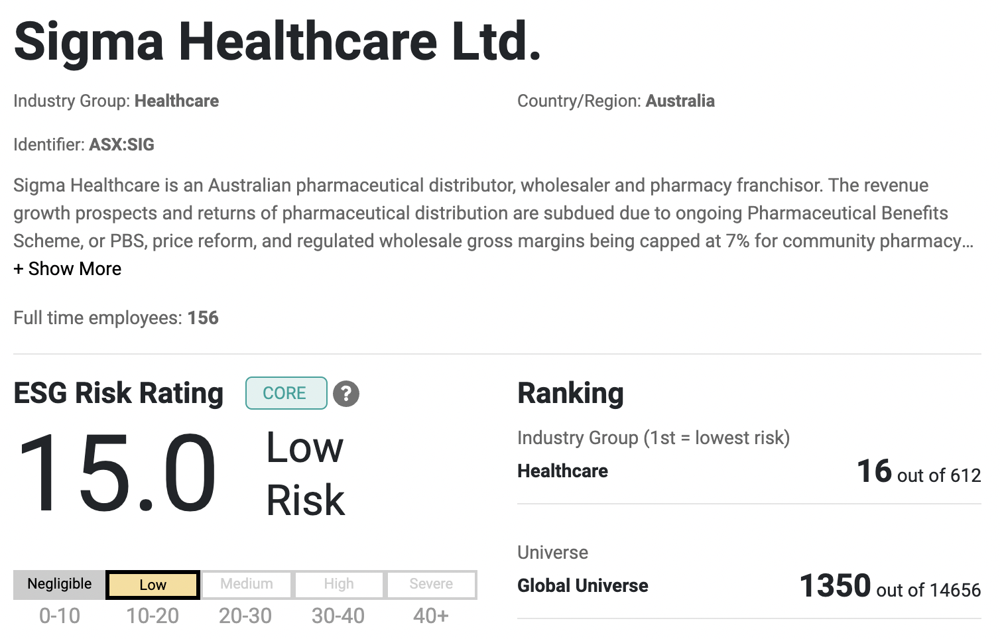 Sigma Healthcare Ltd.
Industry Group: Healthcare
Country/Region: Australia
Identifier: ASX:SIG
Sigma Healthcare is an Australian pharmaceutical distributor, wholesaler and pharmacy franchisor. The revenue
growth prospects and returns of pharmaceutical distribution are subdued due to ongoing Pharmaceutical Benefits
Scheme, or PBS, price reform, and regulated wholesale gross margins being capped at 7% for community pharmacy...
+ Show More
Full time employees: 156
ESG Risk Rating CORE ?
15.0 Low
Risk
Negligible Low Medium High Severe
0-10 10-20 20-30 30-40 40+
Ranking
Industry Group (1st = lowest risk)
Healthcare 16 out of 612
Universe
Global Universe 1350 out of 14656